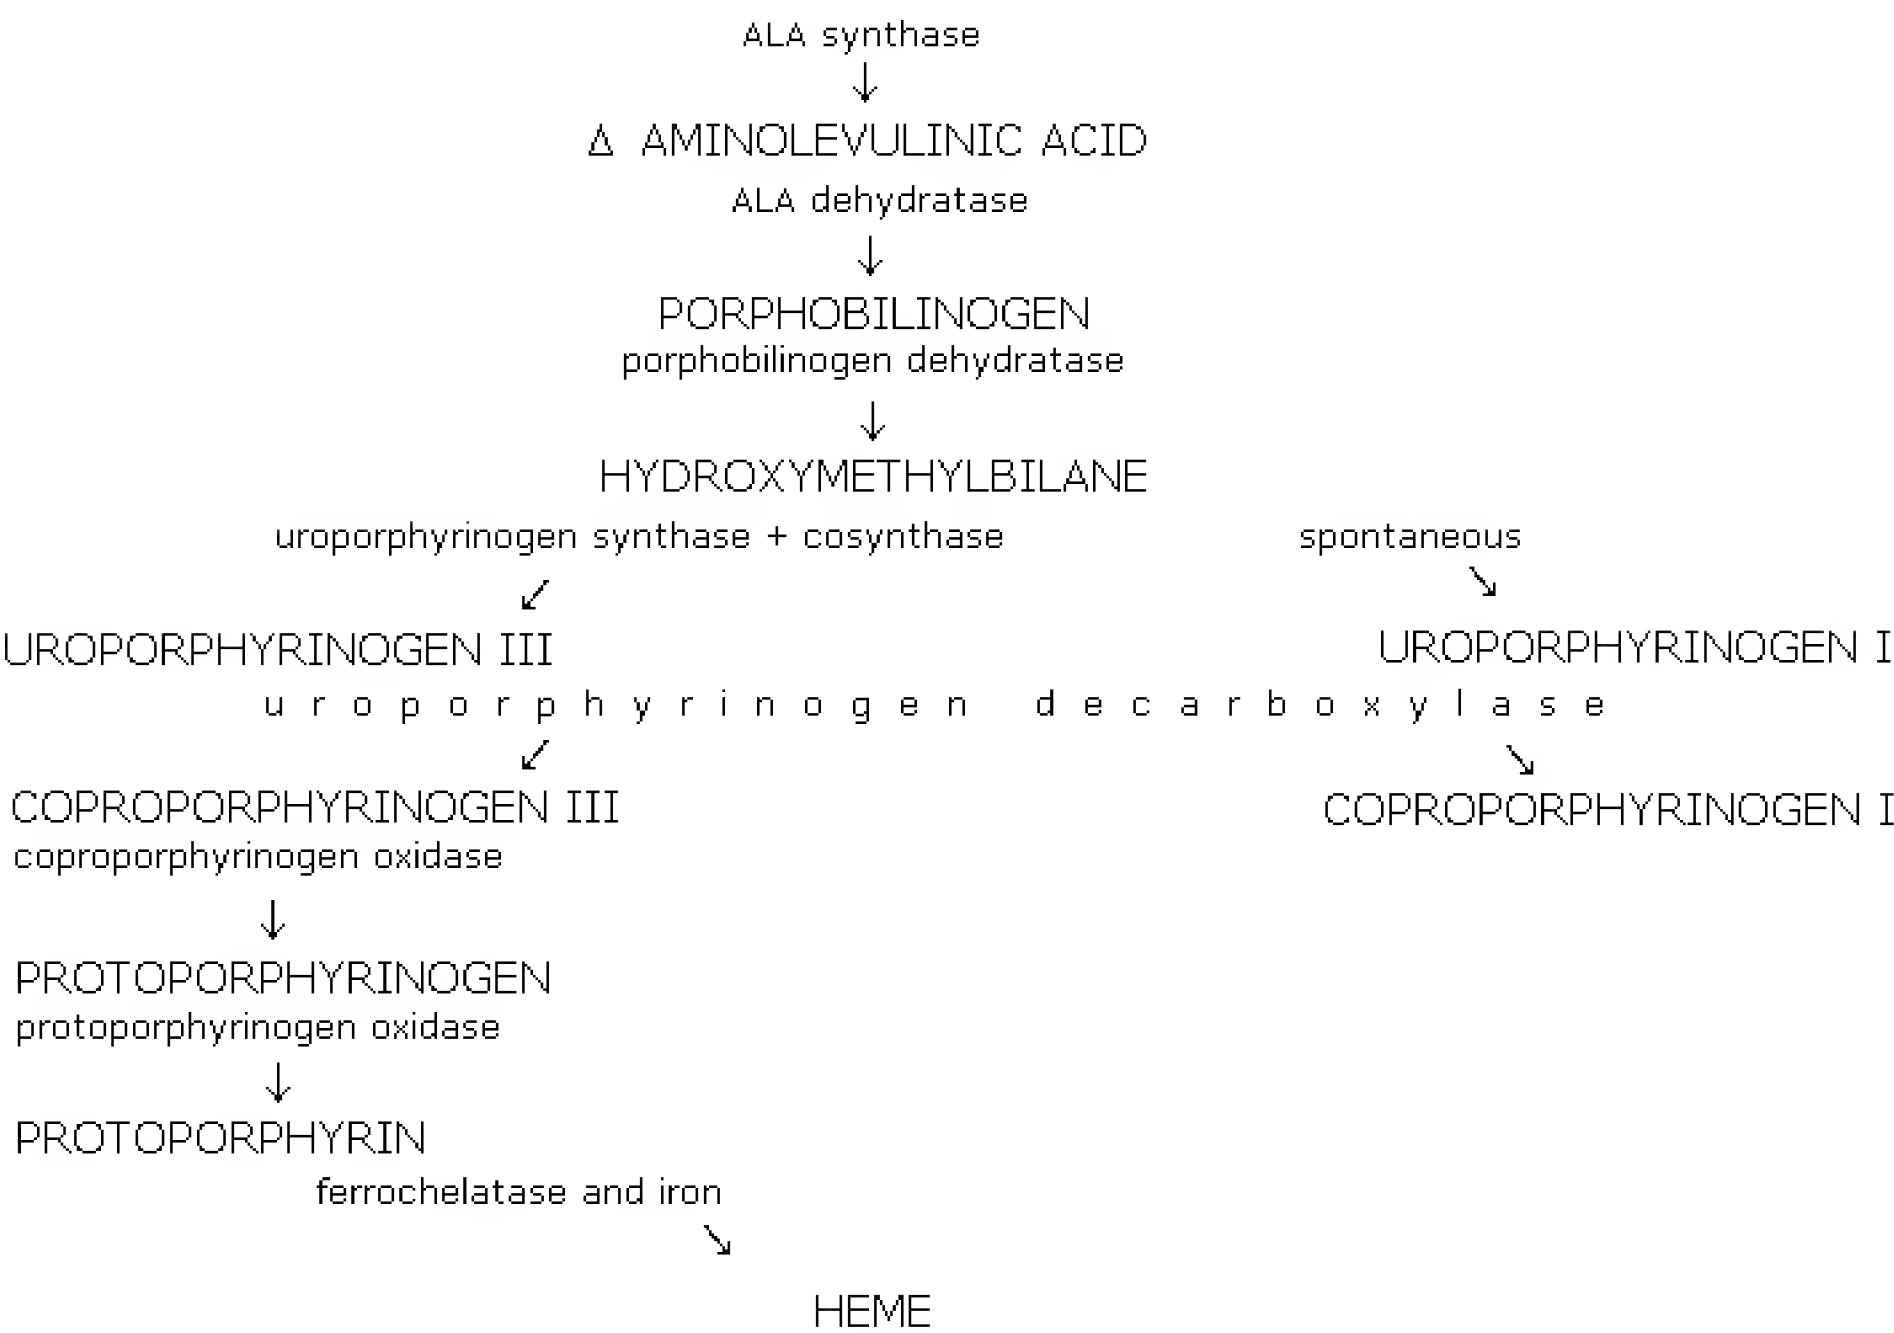 ALA synthase
↓
Δ AMINOLEVULINIC ACID
ALA dehydratase
↓
PORPHOBILINOGEN
porphobilinogen dehydratase
↓
HYDROXYMETHYLBILANE
uroporphyrinogen synthase + cosynthase spontaneous
↙ ↘
UROPORPHYRINOGEN III UROPORPHYRINOGEN I
u r o p o r p h y r i n o g e n d e c a r b o x y l a s e
↙ ↘
COPROPORPHYRINOGEN III COPROPORPHYRINOGEN I
coproporphyrinogen oxidase
↓
PROTOPORPHYRINOGEN
protoporphyrinogen oxidase
↓
PROTOPORPHYRIN
ferrochelatase and iron
↘
HEME